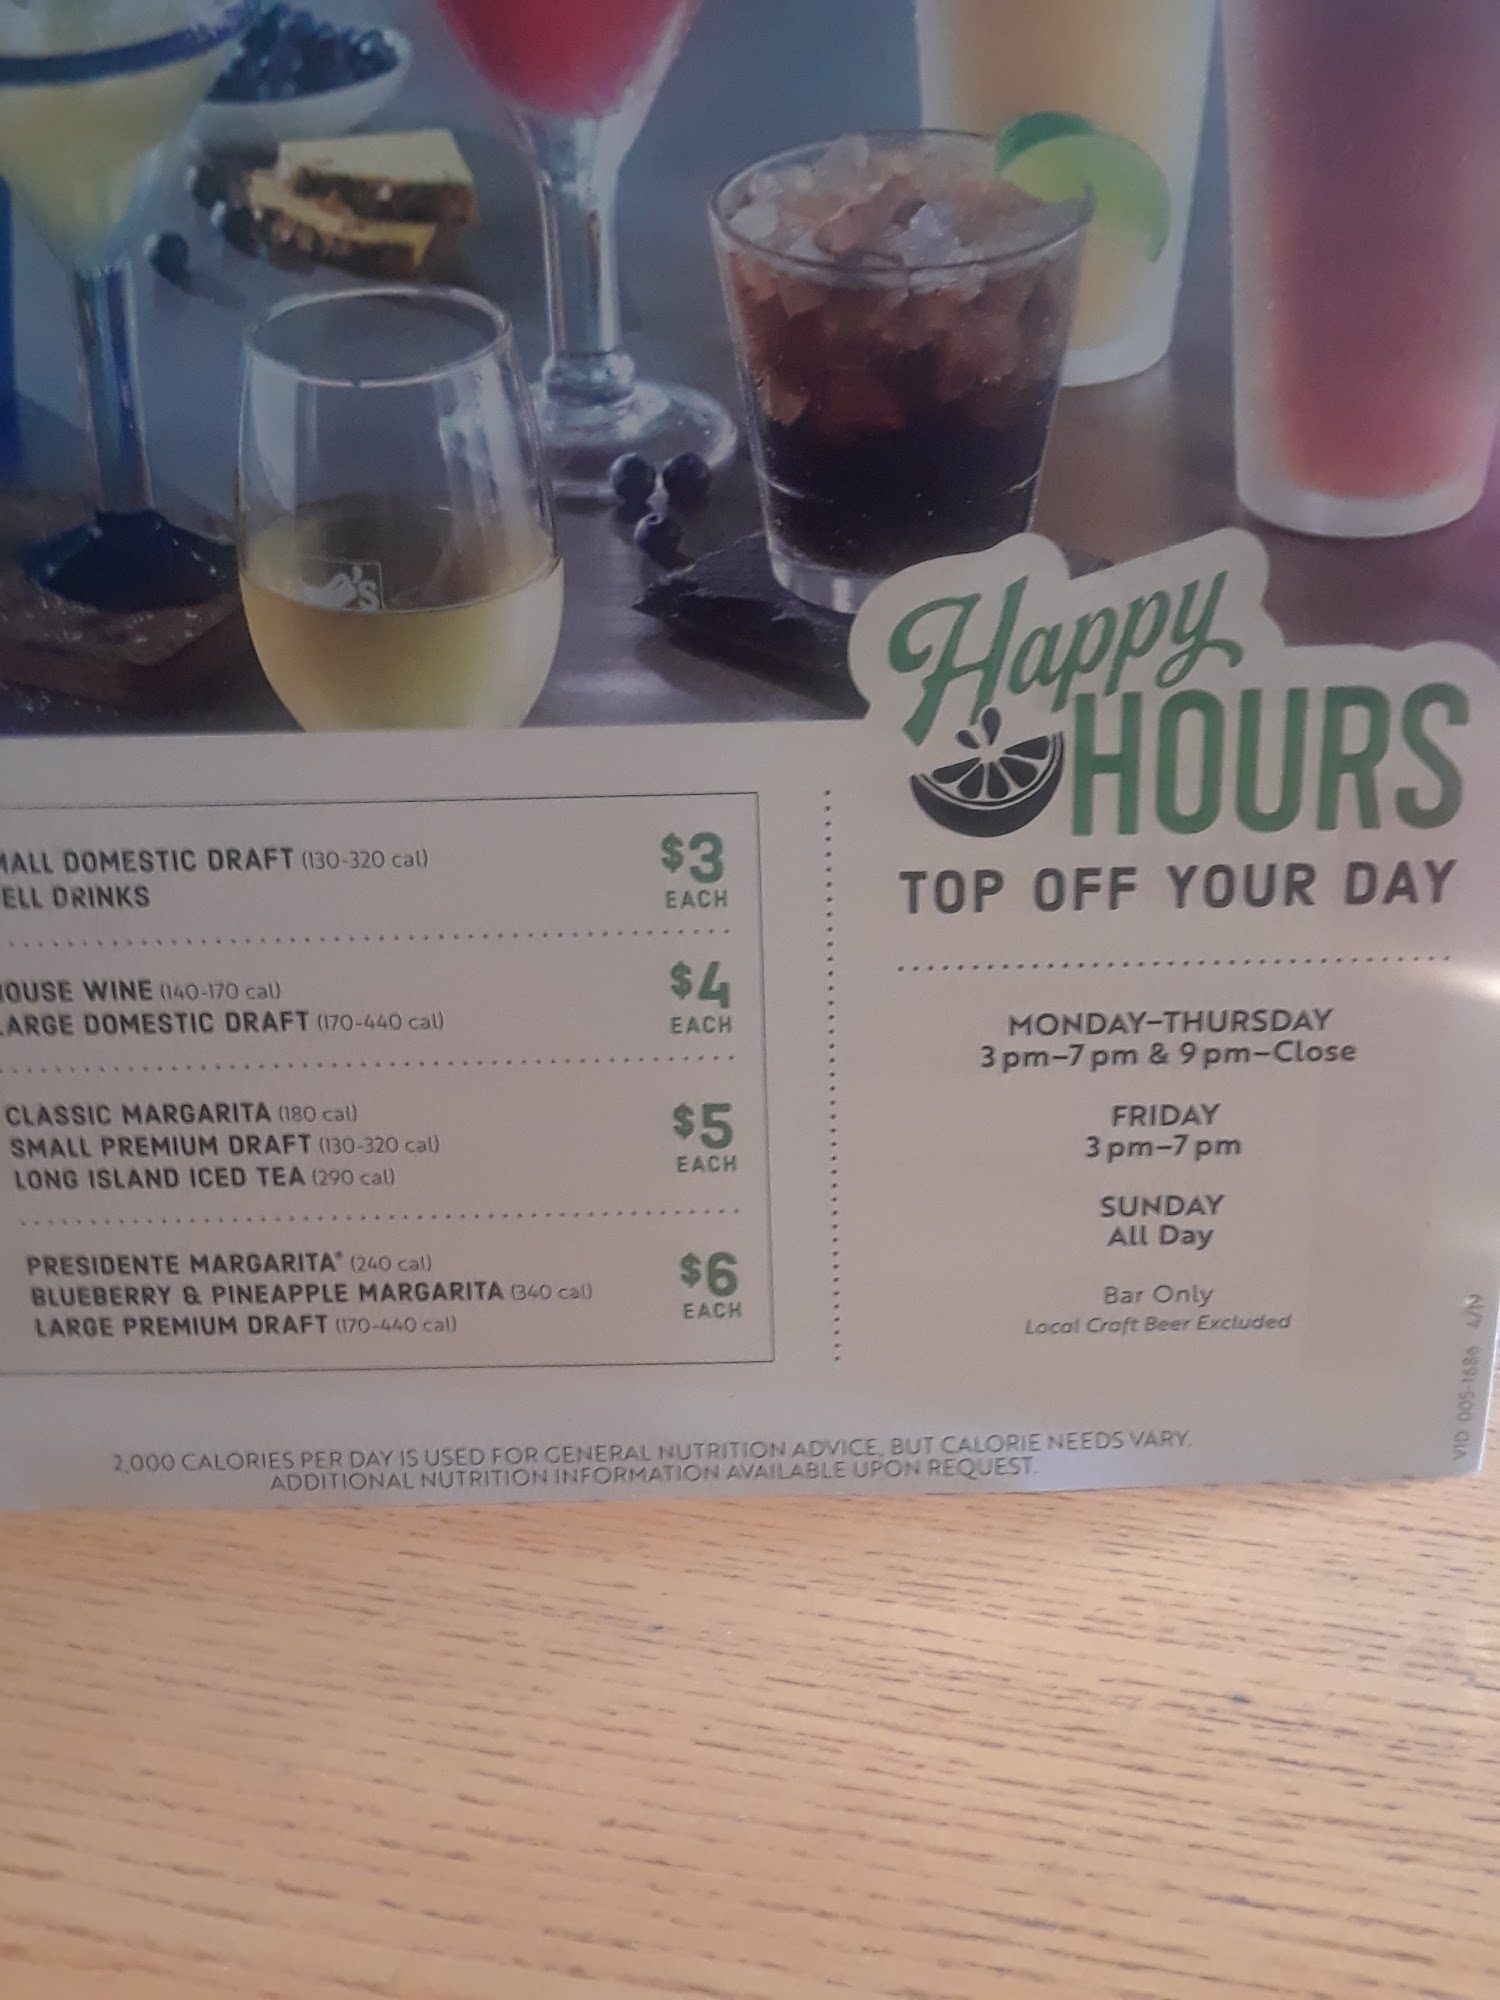 's
Happy
HOURS
TOP OFF YOUR DAY
MALL DOMESTIC DRAFT (130-320 cal)
ELL DRINKS
$3
EACH
HOUSE WINE (140-170 cal)
LARGE DOMESTIC DRAFT (170-440 cal)
$4
EACH
CLASSIC MARGARITA (180 cal)
SMALL PREMIUM DRAFT (130-320 cal)
LONG ISLAND ICED TEA (290 cal)
$5
EACH
PRESIDENTE MARGARITA® (240 cal)
BLUEBERRY & PINEAPPLE MARGARITA (340 cal)
LARGE PREMIUM DRAFT (170-440 cal)
$6
EACH
MONDAY–THURSDAY
3 pm–7 pm & 9 pm–Close
FRIDAY
3 pm–7 pm
SUNDAY
All Day
Bar Only
Local Craft Beer Excluded
2,000 CALORIES PER DAY IS USED FOR GENERAL NUTRITION ADVICE, BUT CALORIE NEEDS VARY.
ADDITIONAL NUTRITION INFORMATION AVAILABLE UPON REQUEST.
VID 005-1686